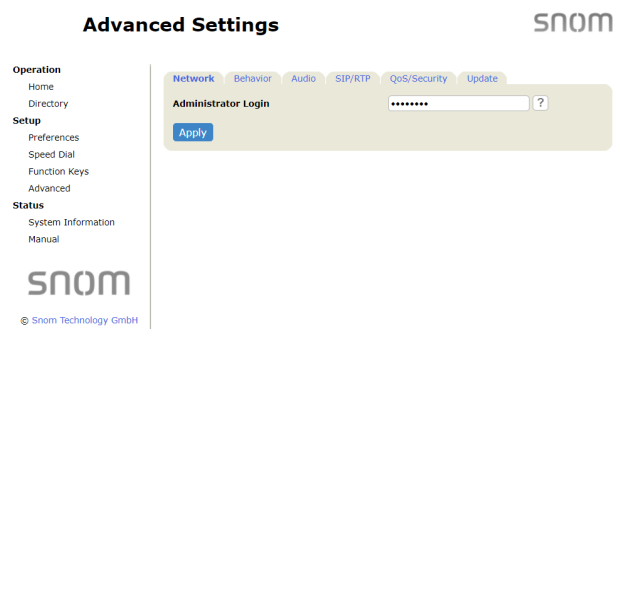 Advanced Settings
snom
Operation
Home
Directory
Setup
Preferences
Speed Dial
Function Keys
Advanced
Status
System Information
Manual
snom
© Snom Technology GmbH
Network Behavior Audio SIP/RTP QoS/Security Update
Administrator Login •••••••• ?
Apply